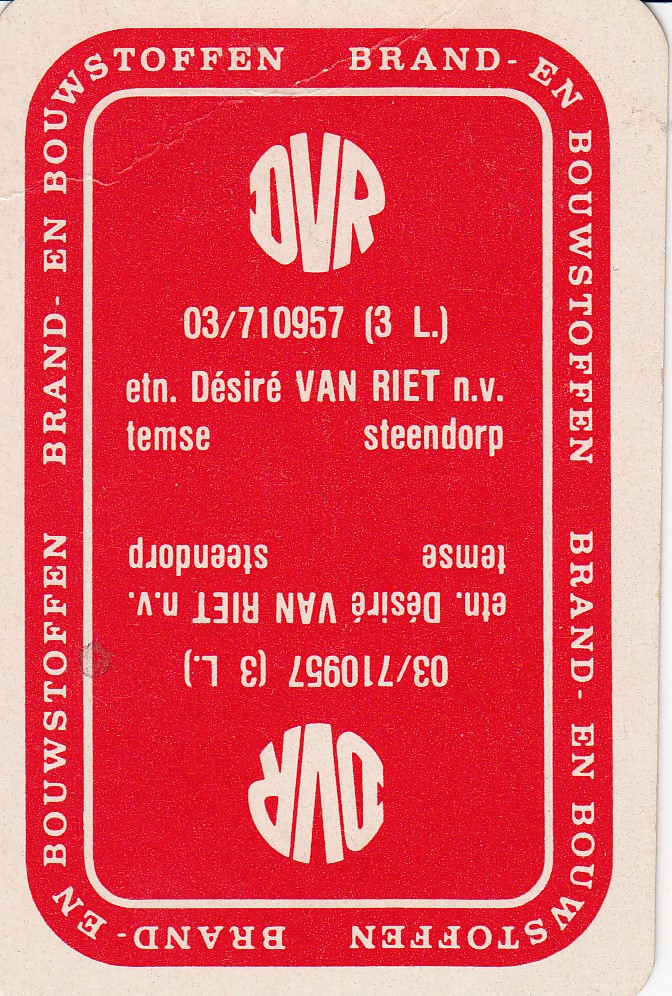 BRAND- EN BOUWSTOFFEN
BRAND- EN BOUWSTOFFEN
BRAND- EN BOUWSTOFFEN
BRAND- EN BOUWSTOFFEN
DVR
03/710957 (3 L.)
etn. Désiré VAN RIET n.v.
temse steendorp
temse steendorp
etn. Désiré VAN RIET n.v.
03/710957 (3 L.)
DVR